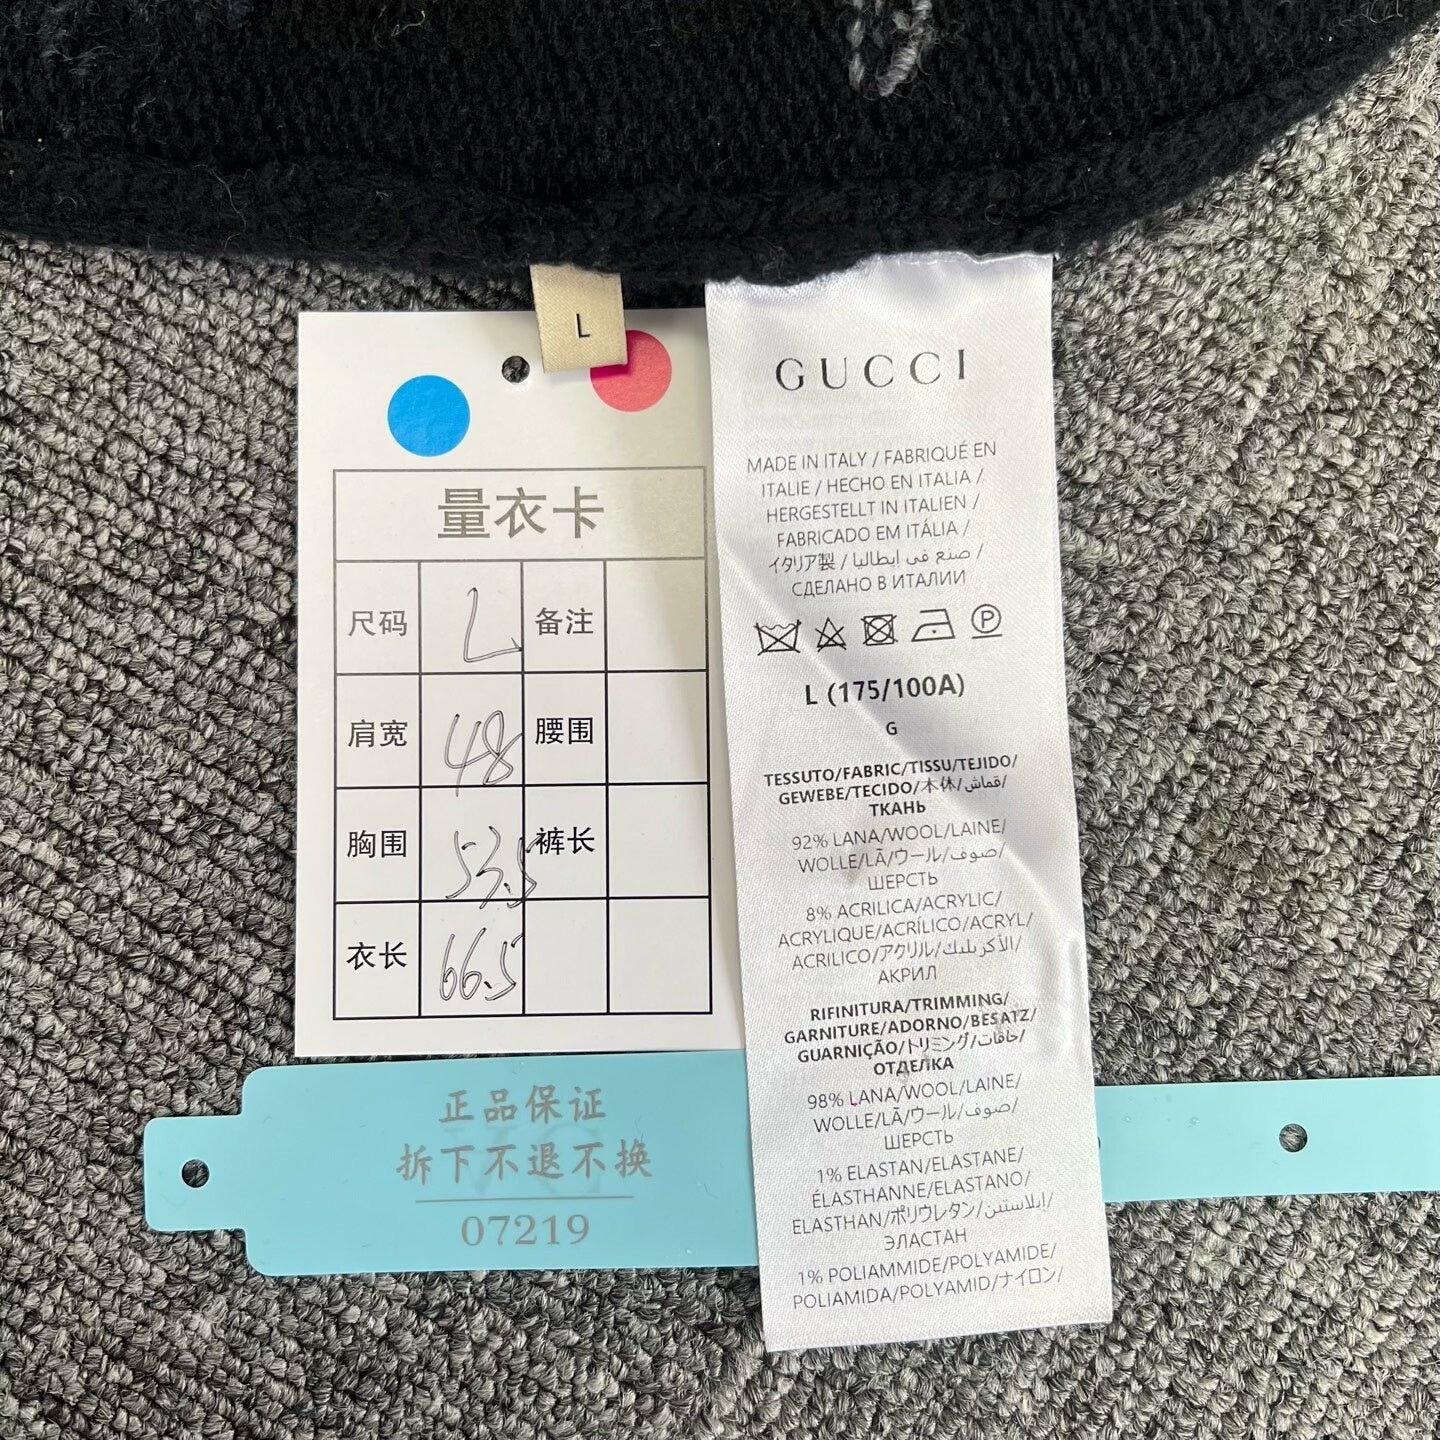 L
量衣卡
尺码 L 备注
肩宽 48 腰围
胸围 53.5 裤长
衣长 66.5
正品保证
拆下不退不换
07219
GUCCI
MADE IN ITALY / FABRIQUÉ EN
ITALIE / HECHO EN ITALIA /
HERGESTELLT IN ITALIEN /
FABRICADO EM ITÁLIA /
イタリア製 / صنع في ايطاليا /
СДЕЛАНО В ИТАЛИИ
P
L (175/100A)
G
TESSUTO/FABRIC/TISSU/TEJIDO/
GEWEBE/TECIDO/本体/قماش/
ТКАНЬ
92% LANA/WOOL/LAINE/
WOLLE/LÃ/ウール/صوف/
ШЕРСТЬ
8% ACRILICA/ACRYLIC/
ACRYLIQUE/ACRÍLICO/ACRYL/
ACRILICO/アクリル/الأكريليك/
АКРИЛ
RIFINITURA/TRIMMING/
GARNITURE/ADORNO/BESATZ/
GUARNIÇÃO/トリミング/حافات/
ОТДЕЛКА
98% LANA/WOOL/LAINE/
WOLLE/LÃ/ウール/صوف/
ШЕРСТЬ
1% ELASTAN/ELASTANE/
ÉLASTHANNE/ELASTANO/
ELASTHAN/ポリウレタン/إيلاستين/
ЭЛАСТАН
1% POLIAMMIDE/POLYAMIDE/
POLIAMIDA/POLYAMID/ナイロン/